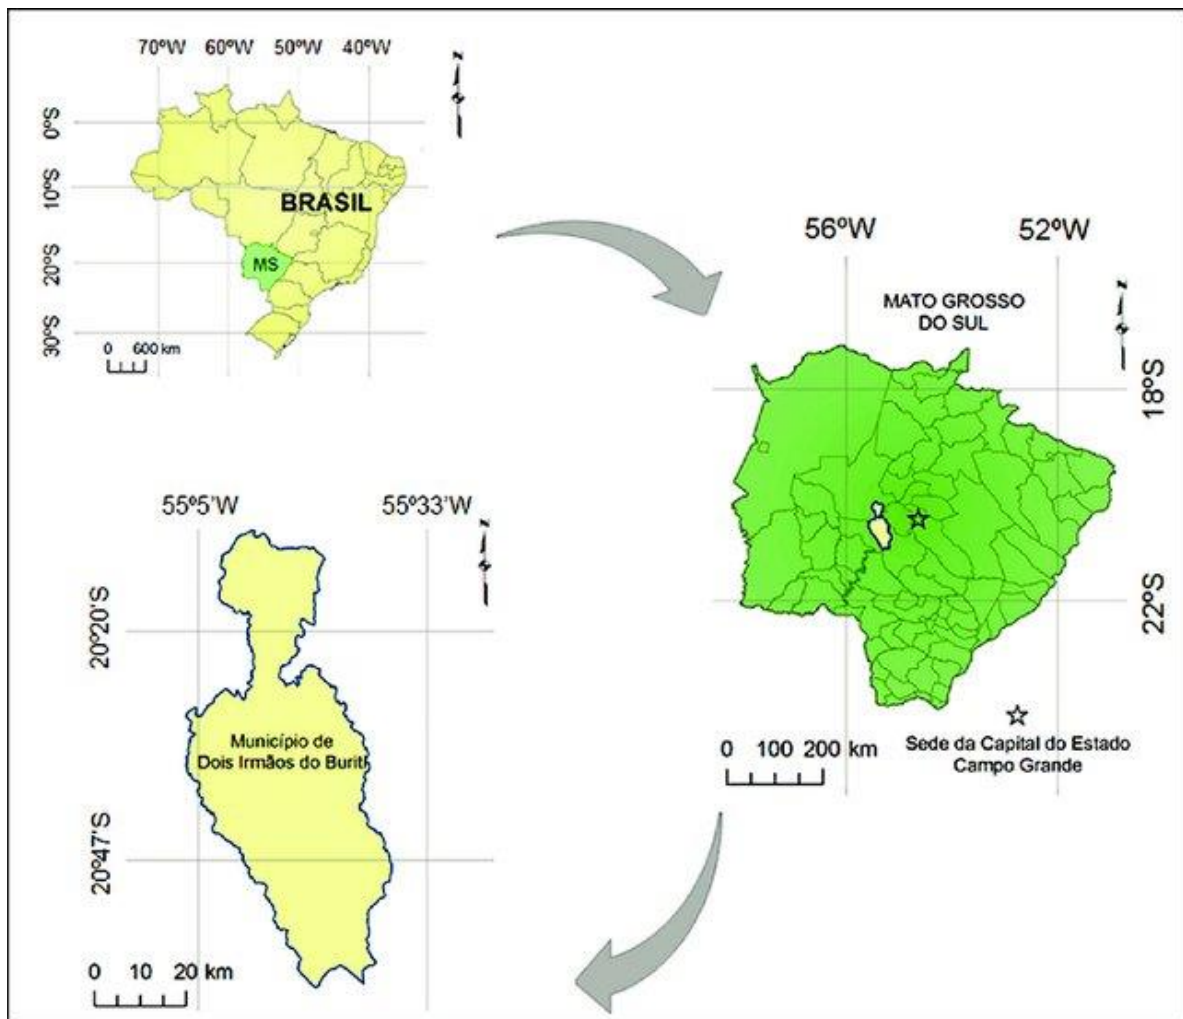 70ºW 60ºW 50ºW 40ºW
N
0ºS
10ºS
20ºS
30ºS
BRASIL
MS
0 600 km
56ºW 52ºW
MATO GROSSO
DO SUL
N
18ºS
22ºS
0 100 200 km
Sede da Capital do Estado
Campo Grande
55º5'W 55º33'W
N
20º20'S
20º47'S
Município de
Dois Irmãos do Buriti
0 10 20 km